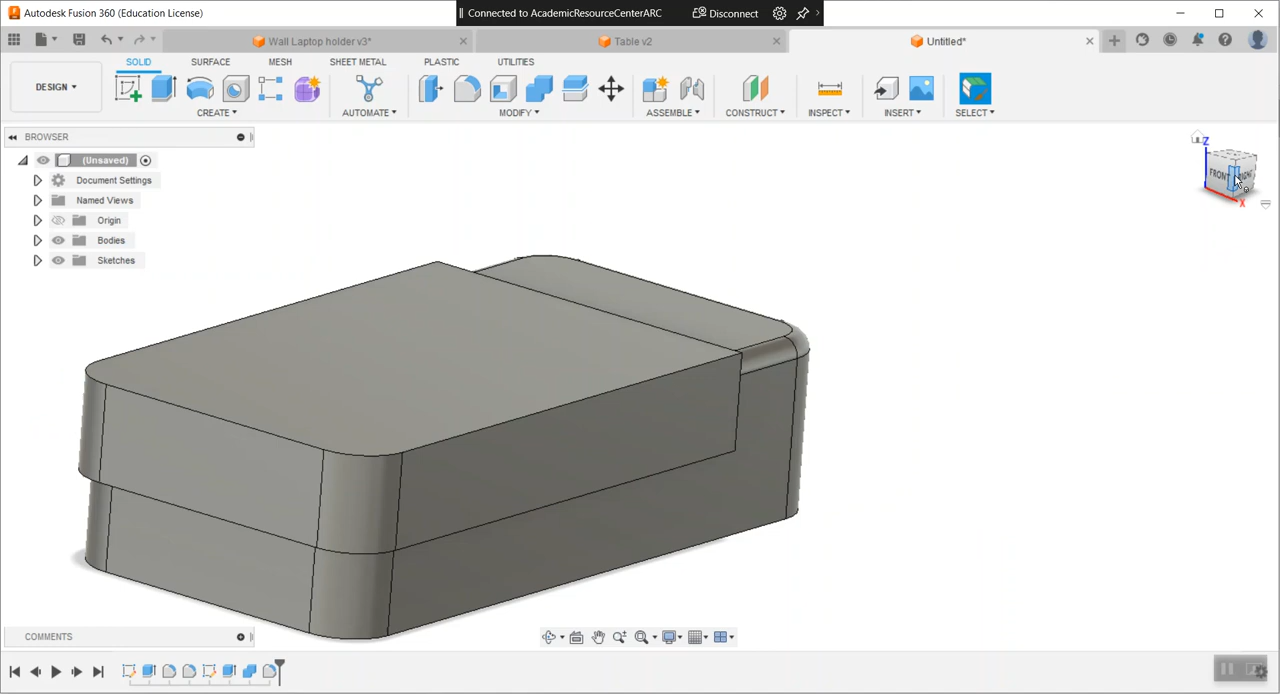 Autodesk Fusion 360 (Education License)
Connected to AcademicResourceCenterARC
Disconnect
Wall Laptop holder v3*
Table v2
Untitled*
SOLID SURFACE MESH SHEET METAL PLASTIC UTILITIES
DESIGN
CREATE AUTOMATE MODIFY ASSEMBLE CONSTRUCT INSPECT INSERT SELECT
BROWSER
(Unsaved)
Document Settings
Named Views
Origin
Bodies
Sketches
Z
FRONT
X
COMMENTS